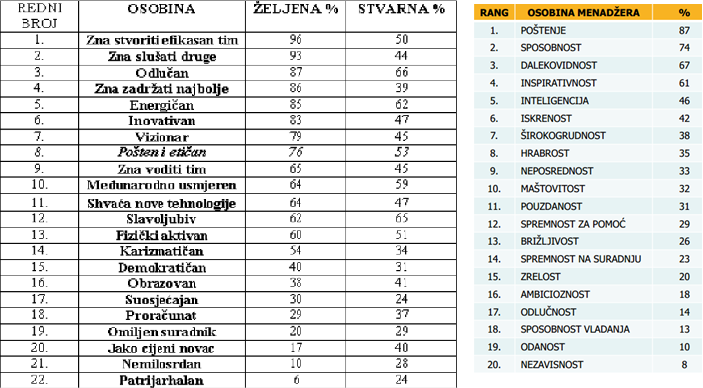 REDNI BROJ OSOBINA ŽELJENA % STVARNA %
1. Zna stvoriti efikasan tim 96 50
2. Zna slušati druge 93 44
3. Odlučan 87 66
4. Zna zadržati najbolje 86 39
5. Energičan 85 62
6. Inovativan 83 47
7. Vizionar 79 45
8. Pošten i etičan 76 53
9. Zna voditi tim 65 45
10. Međunarodno usmjeren 64 59
11. Shvaća nove tehnologije 64 47
12. Slavoljubiv 62 65
13. Fizički aktivan 60 51
14. Karizmatičan 54 34
15. Demokratičan 40 31
16. Obrazovan 38 41
17. Suosjećajan 30 24
18. Proračunat 29 37
19. Omiljen suradnik 20 29
20. Jako cijeni novac 17 40
21. Nemilosrdan 10 28
22. Patrijarhalan 6 24
RANG OSOBINA MENADŽERA %
1. POŠTENJE 87
2. SPOSOBNOST 74
3. DALEKOVIDNOST 67
4. INSPIRATIVNOST 61
5. INTELIGENCIJA 46
6. ISKRENOST 42
7. ŠIROKOGRUDNOST 38
8. HRABROST 35
9. NEPOSREDNOST 33
10. MAŠTOVITOST 32
11. POUZDANOST 31
12. SPREMNOST ZA POMOĆ 29
13. BRIŽLJIVOST 26
14. SPREMNOST NA SURADNJU 23
15. ZRELOST 20
16. AMBICIOZNOST 18
17. ODLUČNOST 14
18. SPOSOBNOST VLADANJA 13
19. ODANOST 10
20. NEZAVISNOST 8